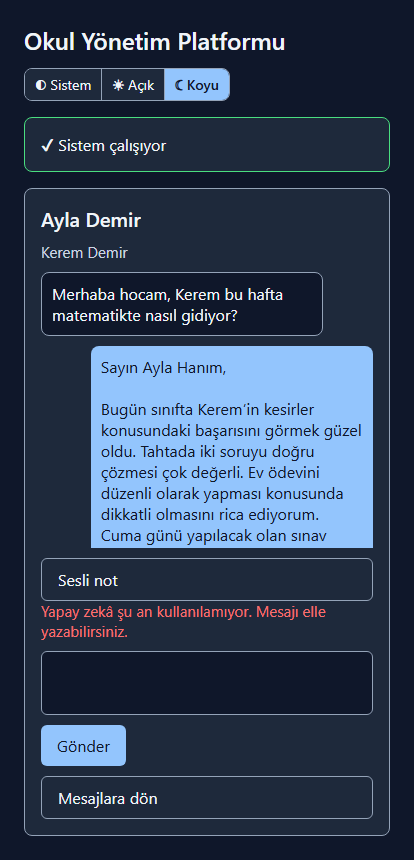 Okul Yönetim Platformu
Sistem
Açık
Koyu
Sistem çalışıyor
Ayla Demir
Kerem Demir
Merhaba hocam, Kerem bu hafta
matematikte nasıl gidiyor?
Sayın Ayla Hanım,
Bugün sınıfta Kerem'in kesirler
konusundaki başarısını görmek güzel
oldu. Tahtada iki soruyu doğru
çözmesi çok değerli. Ev ödevini
düzenli olarak yapması konusunda
dikkatli olmasını rica ediyorum.
Cuma günü yapılacak olan sınav
Sesli not
Yapay zekâ şu an kullanılamıyor. Mesajı elle
yazabilirsiniz.
Gönder
Mesajlara dön